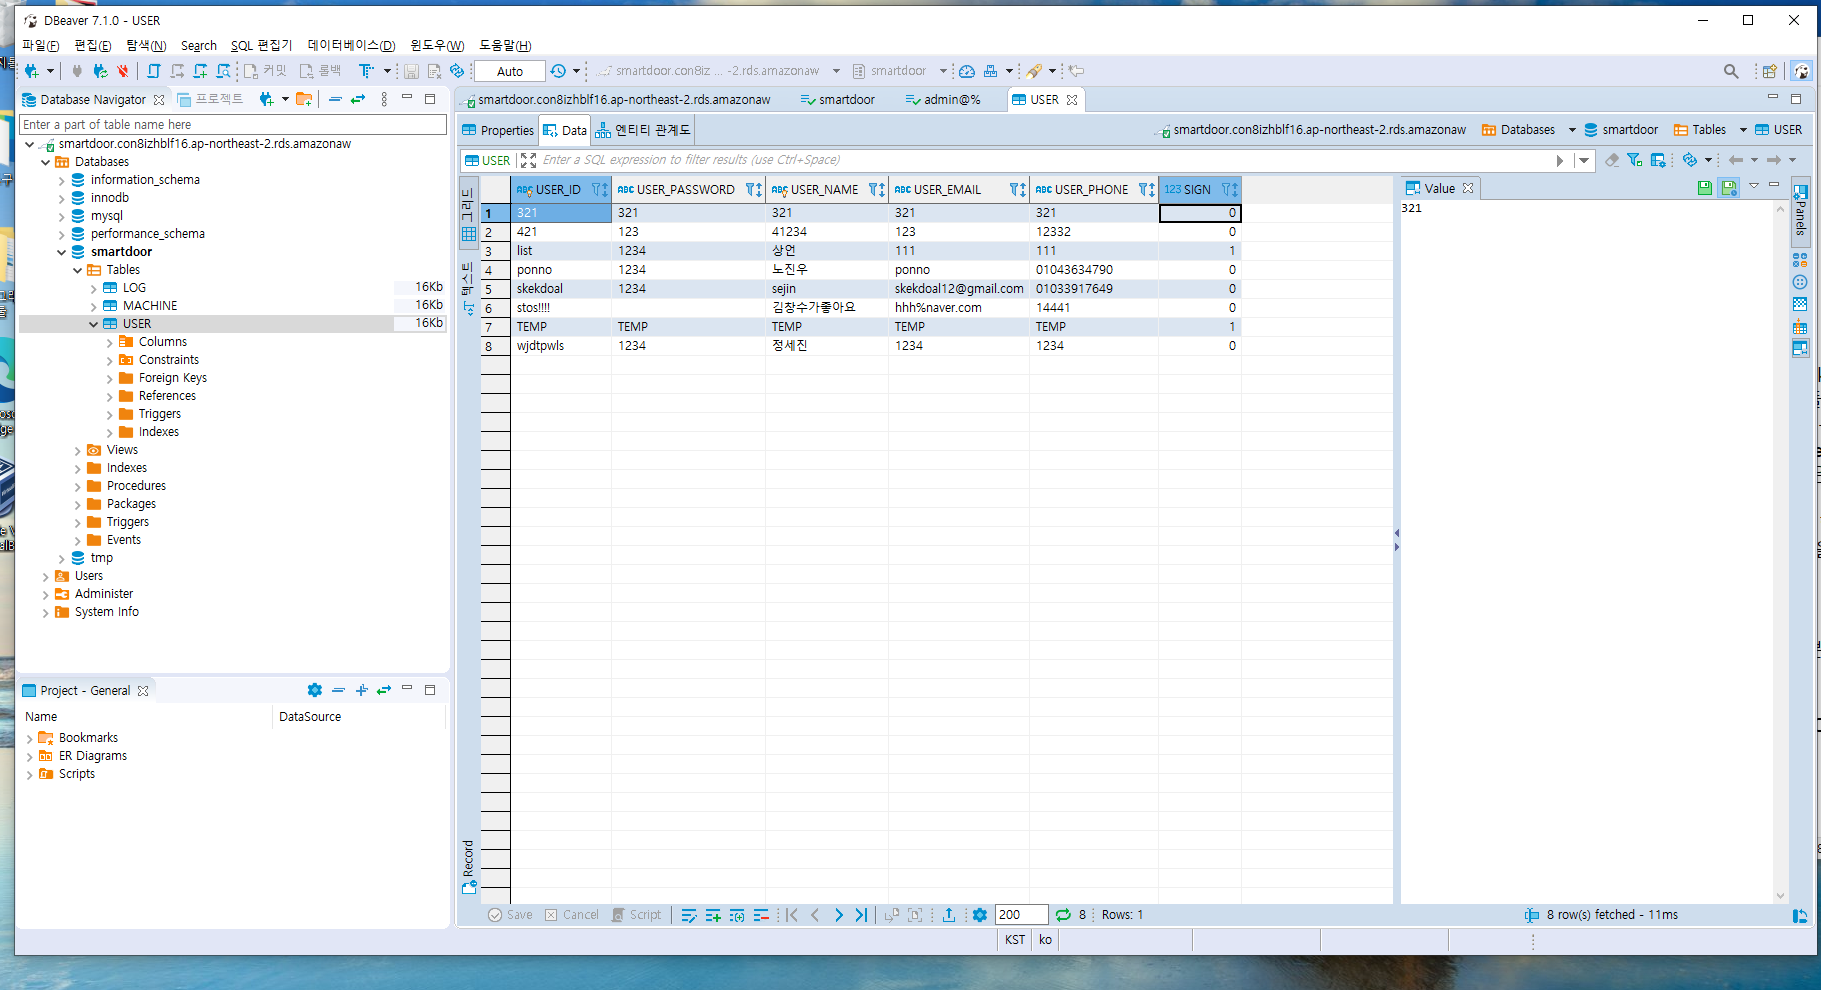 DBeaver 7.1.0 - USER
파일(F) 편집(E) 탐색(N) Search SQL 편집기 데이터베이스(D) 윈도우(W) 도움말(H)
커밋 롤백 Auto smartdoor.con8iz ... -2.rds.amazonaw smartdoor
Database Navigator 프로젝트
Enter a part of table name here
smartdoor.con8izhblf16.ap-northeast-2.rds.amazonaw
Databases
information_schema
innodb
mysql
performance_schema
smartdoor
Tables
LOG 16Kb
MACHINE 16Kb
USER 16Kb
Columns
Constraints
Foreign Keys
References
Triggers
Indexes
Views
Indexes
Procedures
Packages
Triggers
Events
tmp
Users
Administer
System Info
Project - General
Name DataSource
Bookmarks
ER Diagrams
Scripts
smartdoor.con8izhblf16.ap-northeast-2.rds.amazonaw smartdoor admin@% USER
Properties Data 엔티티 관계도 smartdoor.con8izhblf16.ap-northeast-2.rds.amazonaw Databases smartdoor Tables USER
USER Enter a SQL expression to filter results (use Ctrl+Space)
그리드
텍스트
Record
ABC USER_ID ABC USER_PASSWORD ABC USER_NAME ABC USER_EMAIL ABC USER_PHONE 123 SIGN
1 321 321 321 321 321 0
2 421 123 41234 123 12332 0
3 list 1234 상언 111 111 1
4 ponno 1234 노진우 ponno 01043634790 0
5 skekdoal 1234 sejin skekdoal12@gmail.com 01033917649 0
6 stos!!!! 김창수가좋아요 hhh%naver.com 14441 0
7 TEMP TEMP TEMP TEMP TEMP 1
8 wjdtpwls 1234 정세진 1234 1234 0
Value
321
Panels
Save Cancel Script 200 8 Rows: 1 8 row(s) fetched - 11ms
KST ko